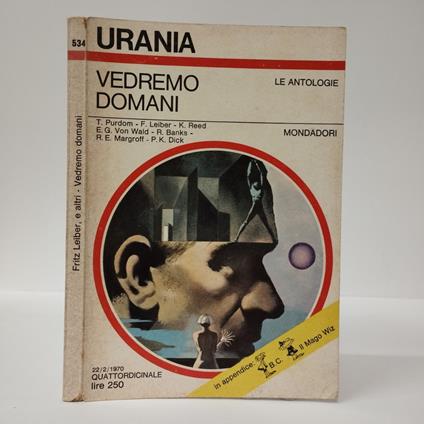 534
Fritz Leiber, e altri - Vedremo domani
URANIA
VEDREMO
DOMANI
LE ANTOLOGIE
T. Purdom - F. Leiber - K. Reed
E. G. Von Wald - R. Banks -
R. E. Margroff - P. K. Dick
MONDADORI
22/2/1970
QUATTORDICINALE
lire 250
in appendice: B.C. Il Mago Wiz